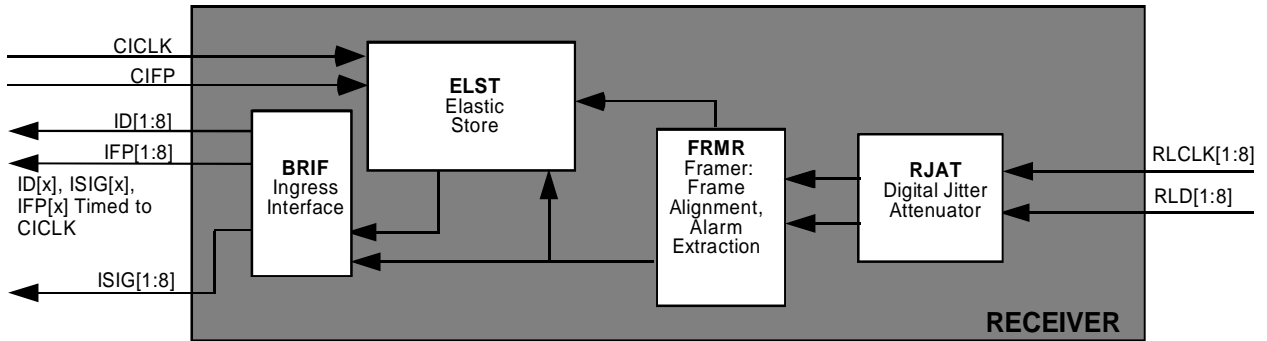 CICLK
CIFP
ID[1:8]
IFP[1:8]
ID[x], ISIG[x],
IFP[x] Timed to
CICLK
ISIG[1:8]
BRIF
Ingress
Interface
ELST
Elastic
Store
FRMR
Framer:
Frame
Alignment,
Alarm
Extraction
RJAT
Digital Jitter
Attenuator
RLCLK[1:8]
RLD[1:8]
RECEIVER